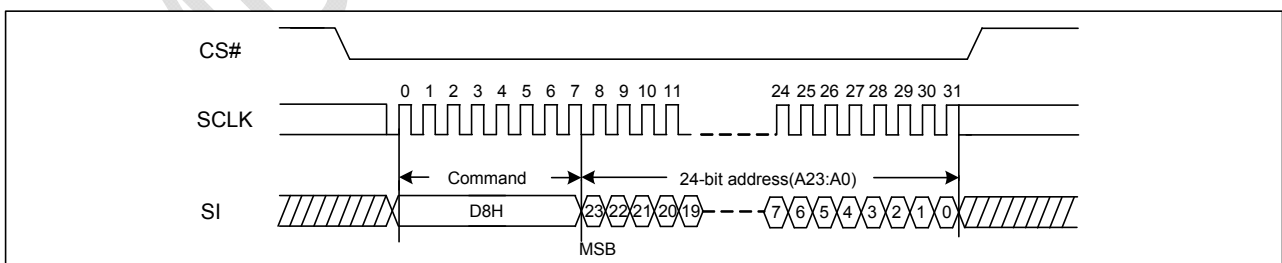 CS#
0 1 2 3 4 5 6 7 8 9 10 11 24 25 26 27 28 29 30 31
SCLK
Command 24-bit address(A23:A0)
SI D8H 23 22 21 20 19 7 6 5 4 3 2 1 0
MSB